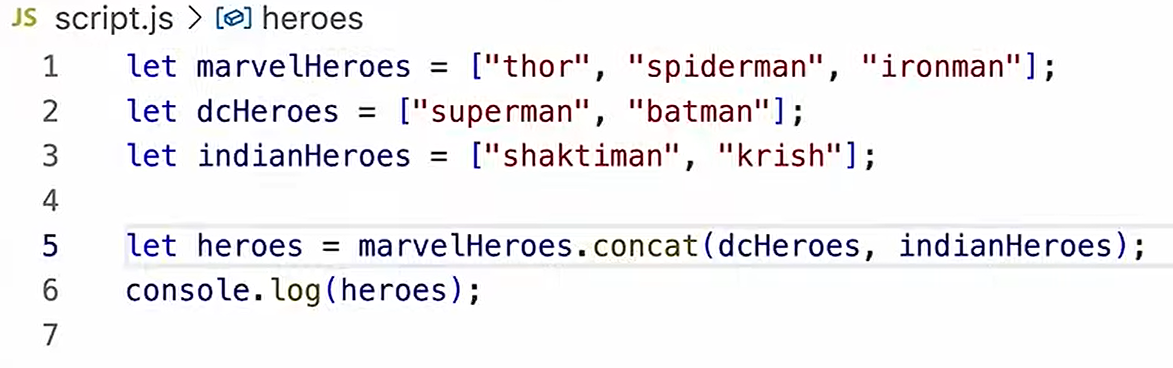 JS script.js > heroes
1 let marvelHeroes = ["thor", "spiderman", "ironman"];
2 let dcHeroes = ["superman", "batman"];
3 let indianHeroes = ["shaktiman", "krish"];
4
5 let heroes = marvelHeroes.concat(dcHeroes, indianHeroes);
6 console.log(heroes);
7